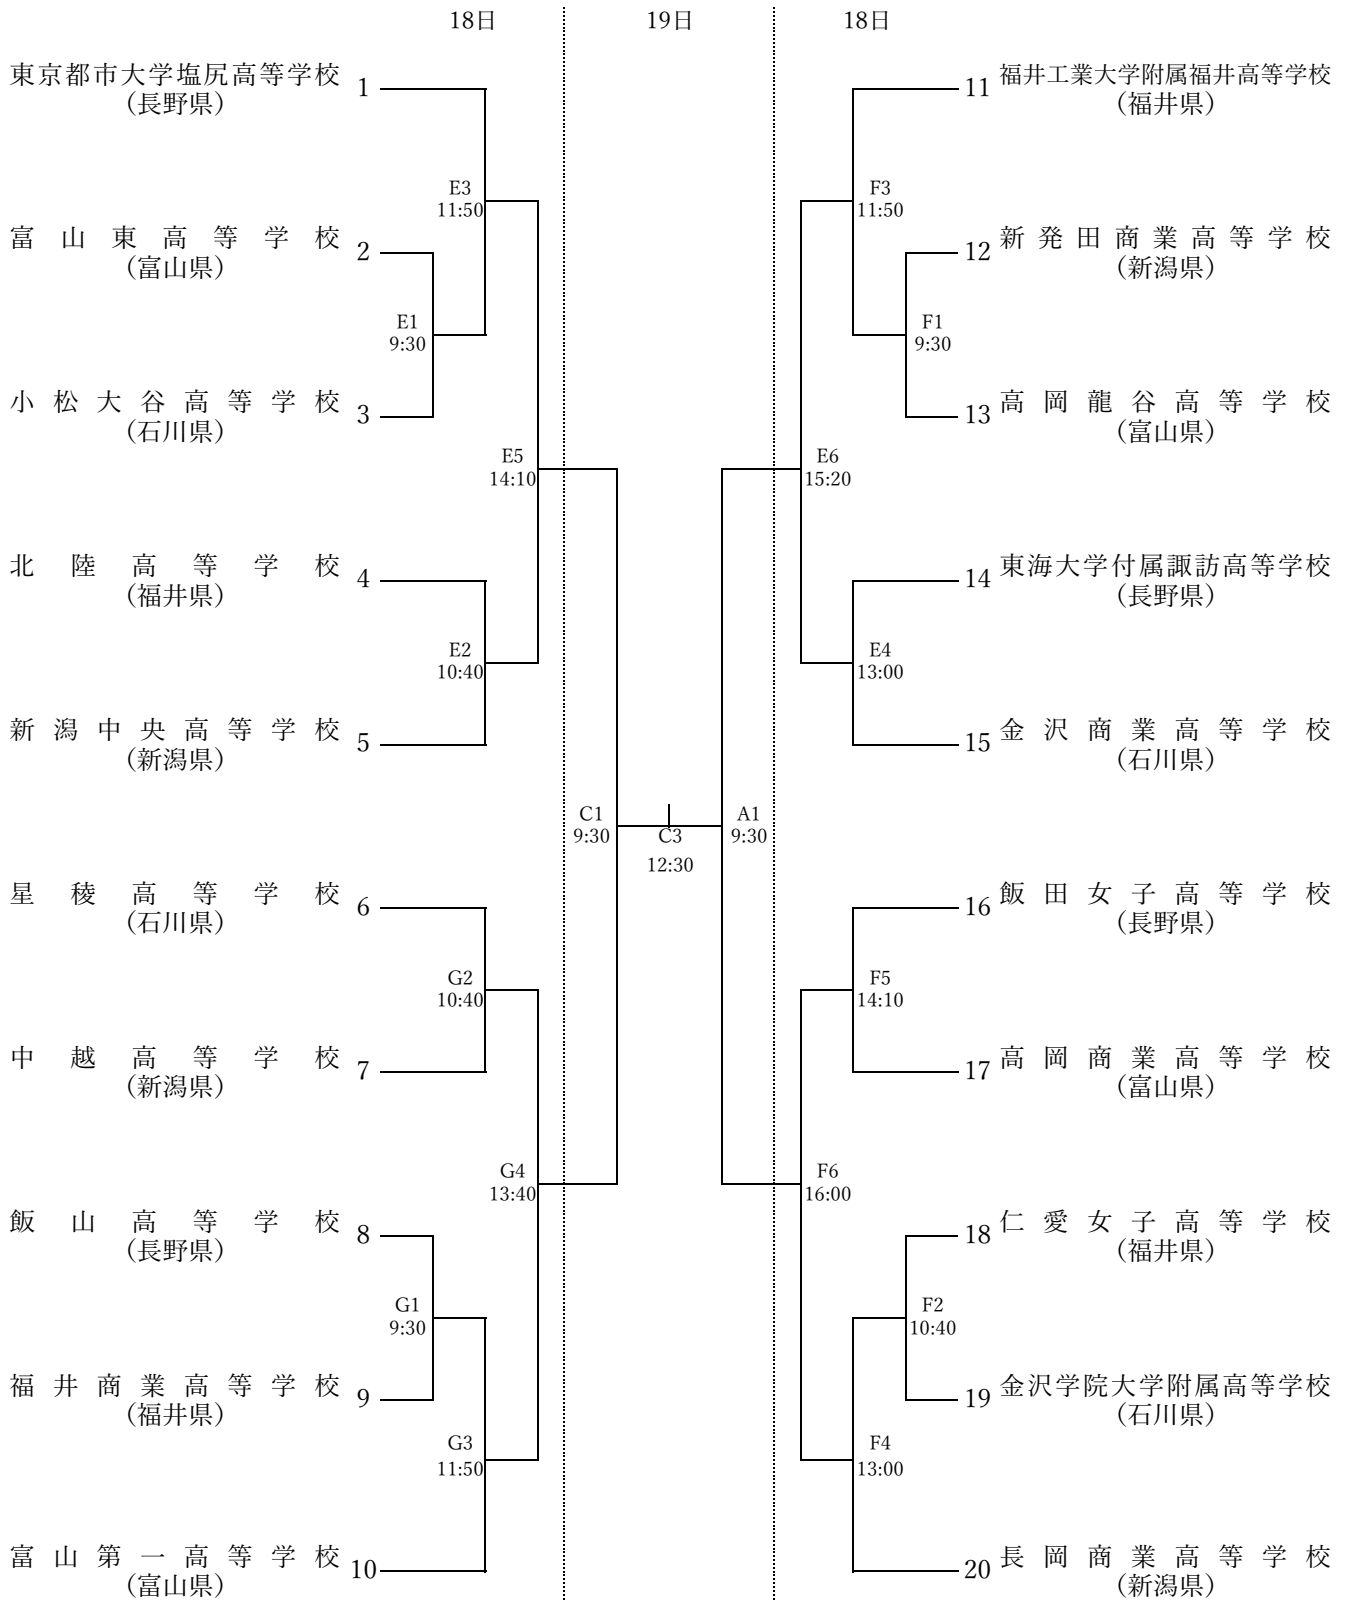 18日 19日 18日
東京都市大学塩尻高等学校 1
(長野県)
E3
11:50
富山東高等学校 2
(富山県)
E1
9:30
小松大谷高等学校 3
(石川県)
E5
14:10
北陸高等学校 4
(福井県)
E2
10:40
新潟中央高等学校 5
(新潟県)
C1
9:30
星稜高等学校 6
(石川県)
G2
10:40
中越高等学校 7
(新潟県)
G4
13:40
飯山高等学校 8
(長野県)
G1
9:30
福井商業高等学校 9
(福井県)
G3
11:50
富山第一高等学校 10
(富山県)
C3
12:30
11 福井工業大学附属福井高等学校
(福井県)
F3
11:50
12 新発田商業高等学校
(新潟県)
F1
9:30
13 高岡龍谷高等学校
(富山県)
E6
15:20
14 東海大学付属諏訪高等学校
(長野県)
E4
13:00
15 金沢商業高等学校
(石川県)
A1
9:30
16 飯田女子高等学校
(長野県)
F5
14:10
17 高岡商業高等学校
(富山県)
F6
16:00
18 仁愛女子高等学校
(福井県)
F2
10:40
19 金沢学院大学附属高等学校
(石川県)
F4
13:00
20 長岡商業高等学校
(新潟県)